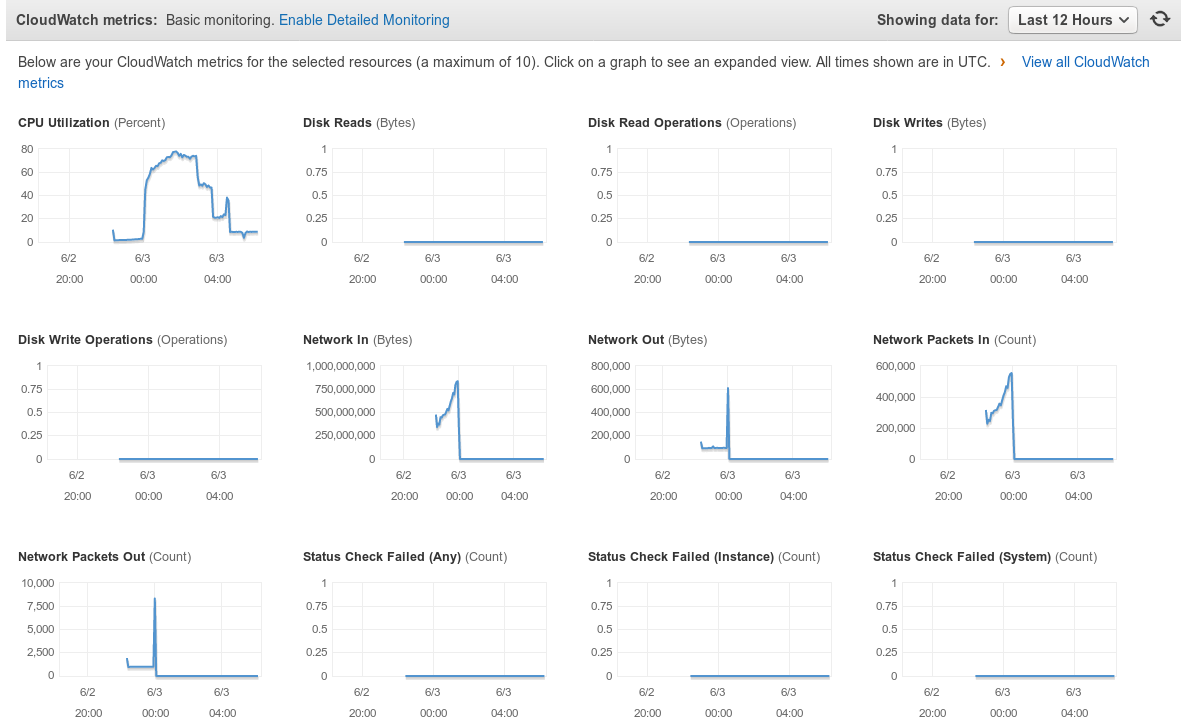 CloudWatch metrics: Basic monitoring. Enable Detailed Monitoring
Showing data for: Last 12 Hours
Below are your CloudWatch metrics for the selected resources (a maximum of 10). Click on a graph to see an expanded view. All times shown are in UTC. › View all CloudWatch
metrics
CPU Utilization (Percent)
80
60
40
20
0
6/2 6/3 6/3
20:00 00:00 04:00
Disk Reads (Bytes)
1
0.75
0.5
0.25
0
6/2 6/3 6/3
20:00 00:00 04:00
Disk Read Operations (Operations)
1
0.75
0.5
0.25
0
6/2 6/3 6/3
20:00 00:00 04:00
Disk Writes (Bytes)
1
0.75
0.5
0.25
0
6/2 6/3 6/3
20:00 00:00 04:00
Disk Write Operations (Operations)
1
0.75
0.5
0.25
0
6/2 6/3 6/3
20:00 00:00 04:00
Network In (Bytes)
1,000,000,000
750,000,000
500,000,000
250,000,000
0
6/2 6/3 6/3
20:00 00:00 04:00
Network Out (Bytes)
800,000
600,000
400,000
200,000
0
6/2 6/3 6/3
20:00 00:00 04:00
Network Packets In (Count)
600,000
400,000
200,000
0
6/2 6/3 6/3
20:00 00:00 04:00
Network Packets Out (Count)
10,000
7,500
5,000
2,500
0
6/2 6/3 6/3
20:00 00:00 04:00
Status Check Failed (Any) (Count)
1
0.75
0.5
0.25
0
6/2 6/3 6/3
20:00 00:00 04:00
Status Check Failed (Instance) (Count)
1
0.75
0.5
0.25
0
6/2 6/3 6/3
20:00 00:00 04:00
Status Check Failed (System) (Count)
1
0.75
0.5
0.25
0
6/2 6/3 6/3
20:00 00:00 04:00